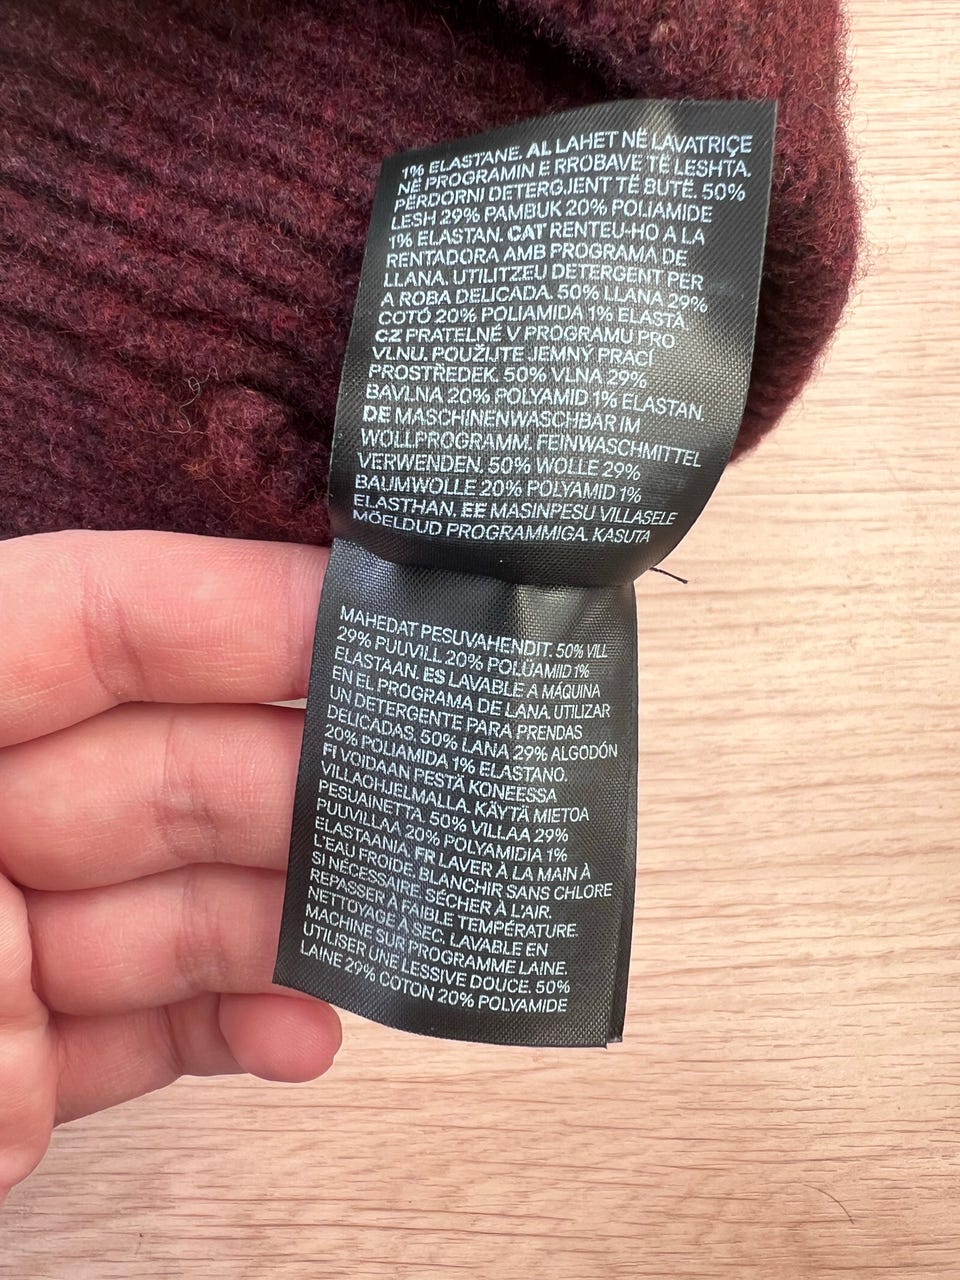 1% ELASTANE. AL LAHET NË LAVATRIÇE
NË PROGRAMIN E RROBAVE TË LESHTA.
PËRDORNI DETERGJENT TË BUTË. 50%
LESH 29% PAMBUK 20% POLIAMIDE
1% ELASTAN. CAT RENTEU-HO A LA
RENTADORA AMB PROGRAMA DE
LLANA. UTILITZEU DETERGENT PER
A ROBA DELICADA. 50% LLANA 29%
COTÓ 20% POLIAMIDA 1% ELASTÀ.
CZ PRATELNÉ V PROGRAMU PRO
VLNU. POUŽIJTE JEMNÝ PRACÍ
PROSTŘEDEK. 50% VLNA 29%
BAVLNA 20% POLYAMID 1% ELASTAN.
DE MASCHINENWASCHBAR IM
WOLLPROGRAMM. FEINWASCHMITTEL
VERWENDEN. 50% WOLLE 29%
BAUMWOLLE 20% POLYAMID 1%
ELASTHAN. EE MASINPESU VILLASELE
MÕELDUD PROGRAMMIGA. KASUTA
MAHEDAT PESUVAHENDIT. 50% VILL
29% PUUVILL 20% POLÜAMIID 1%
ELASTAAN. ES LAVABLE A MÁQUINA
EN EL PROGRAMA DE LANA. UTILIZAR
UN DETERGENTE PARA PRENDAS
DELICADAS. 50% LANA 29% ALGODÓN
20% POLIAMIDA 1% ELASTANO.
FI VOIDAAN PESTÄ KONEESSA
VILLAOHJELMALLA. KÄYTÄ MIETOA
PESUAINETTA. 50% VILLAA 29%
PUUVILLAA 20% POLYAMIDIA 1%
ELASTAANIA. FR LAVER À LA MAIN À
L'EAU FROIDE. BLANCHIR SANS CHLORE
SI NÉCESSAIRE. SÉCHER À L'AIR.
REPASSER À FAIBLE TEMPÉRATURE.
NETTOYAGE À SEC. LAVABLE EN
MACHINE SUR PROGRAMME LAINE.
UTILISER UNE LESSIVE DOUCE. 50%
LAINE 29% COTON 20% POLYAMIDE